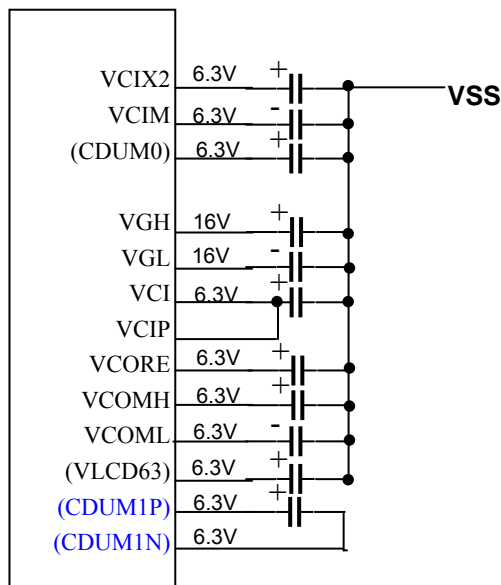 VCIX2 6.3V +
VSS
VCIM 6.3V -
(CDUM0) 6.3V +
VGH 16V +
VGL 16V -
VCI 6.3V +
VCIP
VCORE 6.3V +
VCOMH 6.3V +
VCOML 6.3V -
(VLCD63) 6.3V +
(CDUM1P) 6.3V +
(CDUM1N) 6.3V